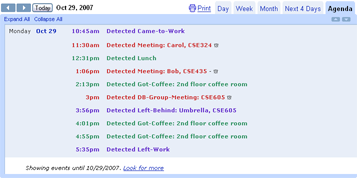 Today Oct 29, 2007 Print Day Week Month Next 4 Days Agenda
Expand All Collapse All
Monday Oct 29 10:45am Detected Came-to-Work
11:30am Detected Meeting: Carol, CSE324
12:31pm Detected Lunch
1:06pm Detected Meeting: Bob, CSE435 -
2:13pm Detected Got-Coffee: 2nd floor coffee room
3pm Detected DB-Group-Meeting: CSE605
3:56pm Detected Left-Behind: Umbrella, CSE605
4:01pm Detected Got-Coffee: 2nd floor coffee room
4:55pm Detected Got-Coffee: 2nd floor coffee room
5:35pm Detected Left-Work
Showing events until 10/29/2007. Look for more